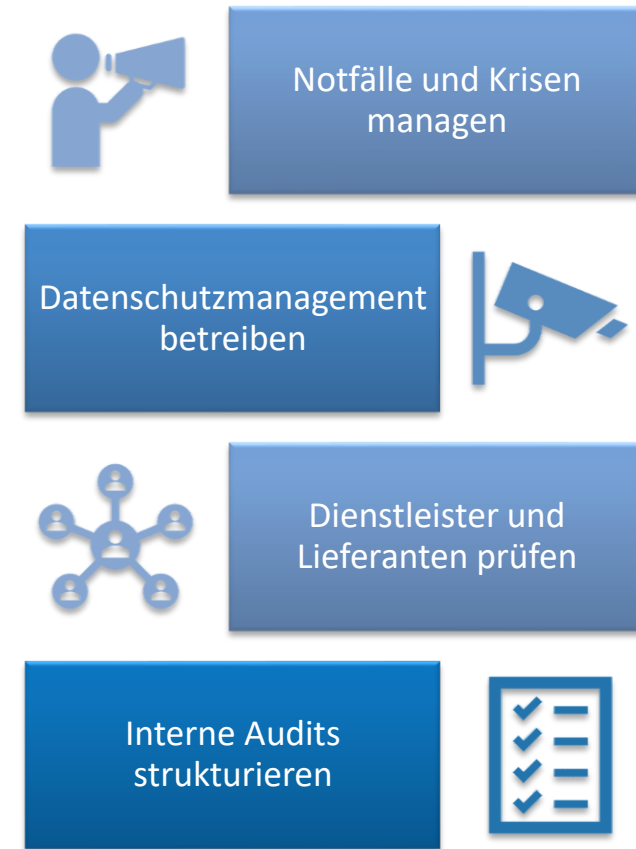 Notfälle und Krisen
managen
Datenschutzmanagement
betreiben
Dienstleister und
Lieferanten prüfen
Interne Audits
strukturieren